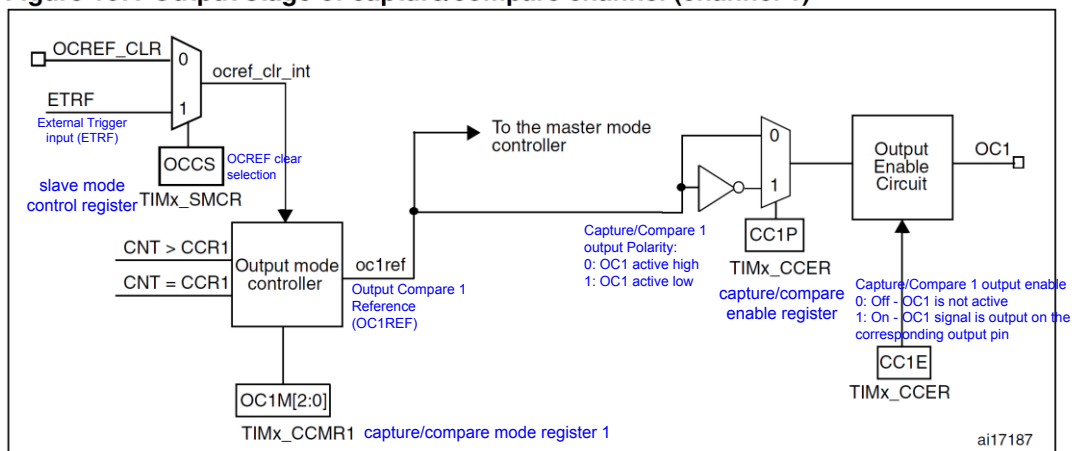 OCREF_CLR
0
ocref_clr_int
ETRF
1
External Trigger
input (ETRF)
OCCS
OCREF clear
selection
slave mode
control register
TIMx_SMCR
To the master mode
controller
0
1
Output
Enable
Circuit
OC1
CNT > CCR1
CNT = CCR1
Output mode
controller
oc1ref
Output Compare 1
Reference
(OC1REF)
Capture/Compare 1
output Polarity:
0: OC1 active high
1: OC1 active low
CC1P
TIMx_CCER
capture/compare
enable register
Capture/Compare 1 output enable
0: Off - OC1 is not active
1: On - OC1 signal is output on the
corresponding output pin
CC1E
TIMx_CCER
OC1M[2:0]
TIMx_CCMR1
capture/compare mode register 1
ai17187